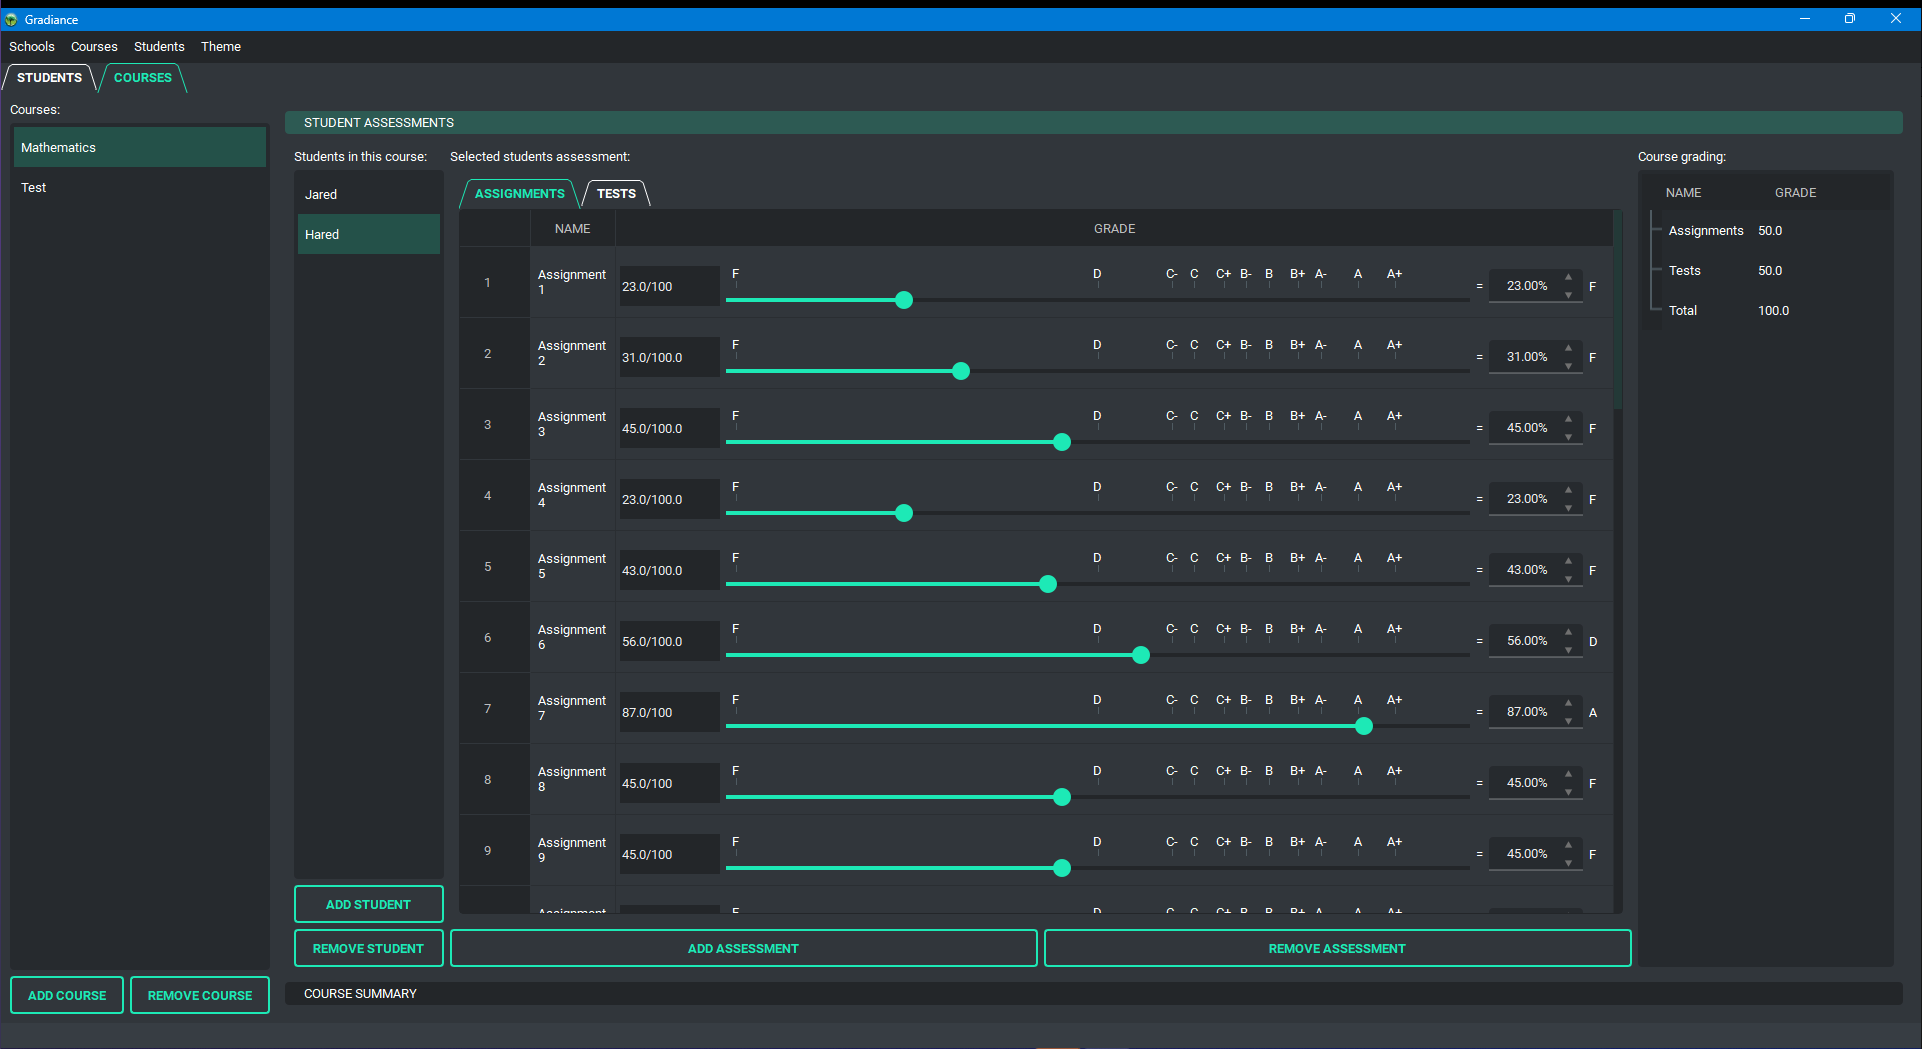 Gradiance
Schools Courses Students Theme
STUDENTS COURSES
Courses:
Mathematics
Test
ADD COURSE REMOVE COURSE
STUDENT ASSESSMENTS
Students in this course:
Jared
Hared
ADD STUDENT
REMOVE STUDENT
Selected students assessment:
ASSIGNMENTS TESTS
NAME GRADE
1 Assignment 23.0/100 F D C- C C+ B- B B+ A- A A+ = 23.00% F
1
2 Assignment 31.0/100.0 F D C- C C+ B- B B+ A- A A+ = 31.00% F
2
3 Assignment 45.0/100.0 F D C- C C+ B- B B+ A- A A+ = 45.00% F
3
4 Assignment 23.0/100.0 F D C- C C+ B- B B+ A- A A+ = 23.00% F
4
5 Assignment 43.0/100.0 F D C- C C+ B- B B+ A- A A+ = 43.00% F
5
6 Assignment 56.0/100.0 F D C- C C+ B- B B+ A- A A+ = 56.00% D
6
7 Assignment 87.0/100 F D C- C C+ B- B B+ A- A A+ = 87.00% A
7
8 Assignment 45.0/100 F D C- C C+ B- B B+ A- A A+ = 45.00% F
8
9 Assignment 45.0/100 F D C- C C+ B- B B+ A- A A+ = 45.00% F
9
Assignment F D C- C C+ B- B B+ A- A A+
ADD ASSESSMENT REMOVE ASSESSMENT
Course grading:
NAME GRADE
Assignments 50.0
Tests 50.0
Total 100.0
COURSE SUMMARY